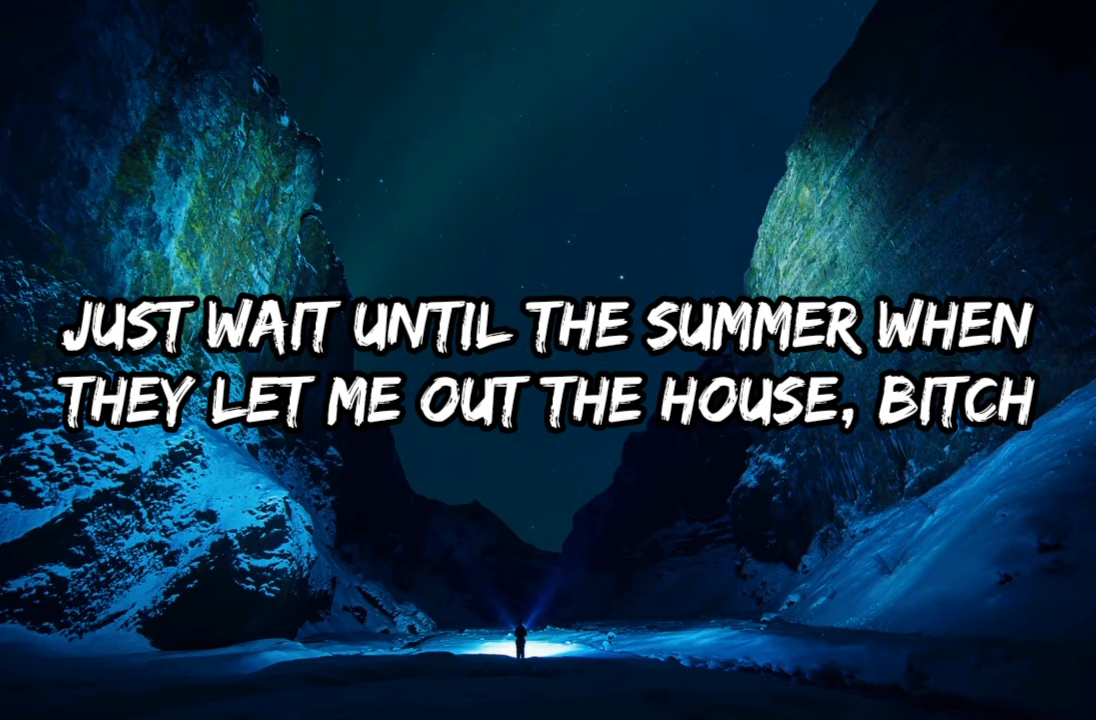 JUST WAIT UNTIL THE SUMMER WHEN
THEY LET ME OUT THE HOUSE, BITCH